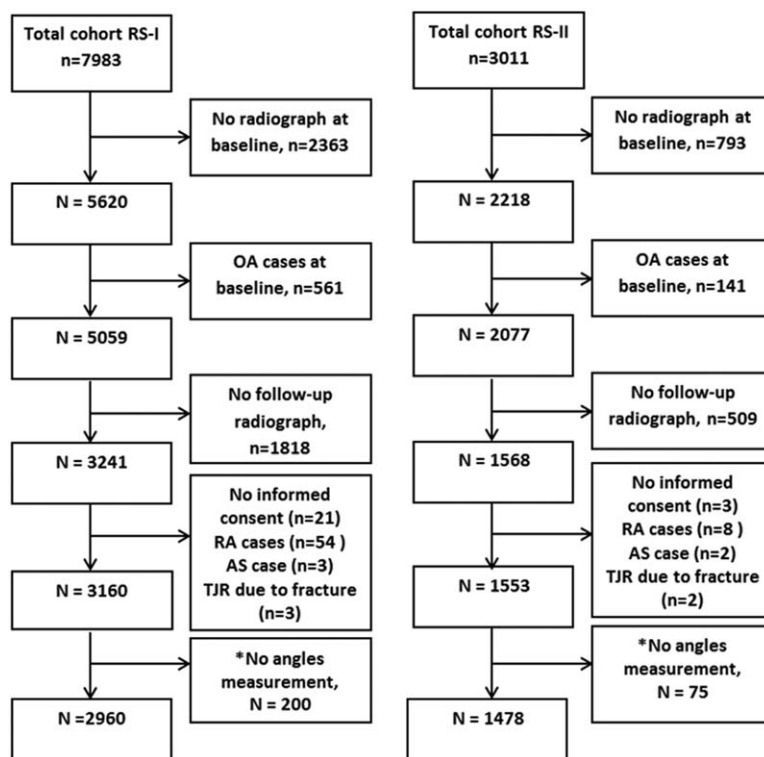 Total cohort RS-I
n=7983
No radiograph at
baseline, n=2363
N = 5620
OA cases at
baseline, n=561
N = 5059
No follow-up
radiograph,
n=1818
N = 3241
No informed
consent (n=21)
RA cases (n=54 )
AS case (n=3)
TJR due to fracture
(n=3)
N = 3160
*No angles
measurement,
N = 200
N =2960
Total cohort RS-II
n=3011
No radiograph at
baseline, n=793
N = 2218
OA cases at
baseline, n=141
N = 2077
No follow-up
radiograph, n=509
N = 1568
No informed
consent (n=3)
RA cases (n=8 )
AS case (n=2)
TJR due to fracture
(n=2)
N = 1553
*No angles
measurement,
N = 75
N = 1478